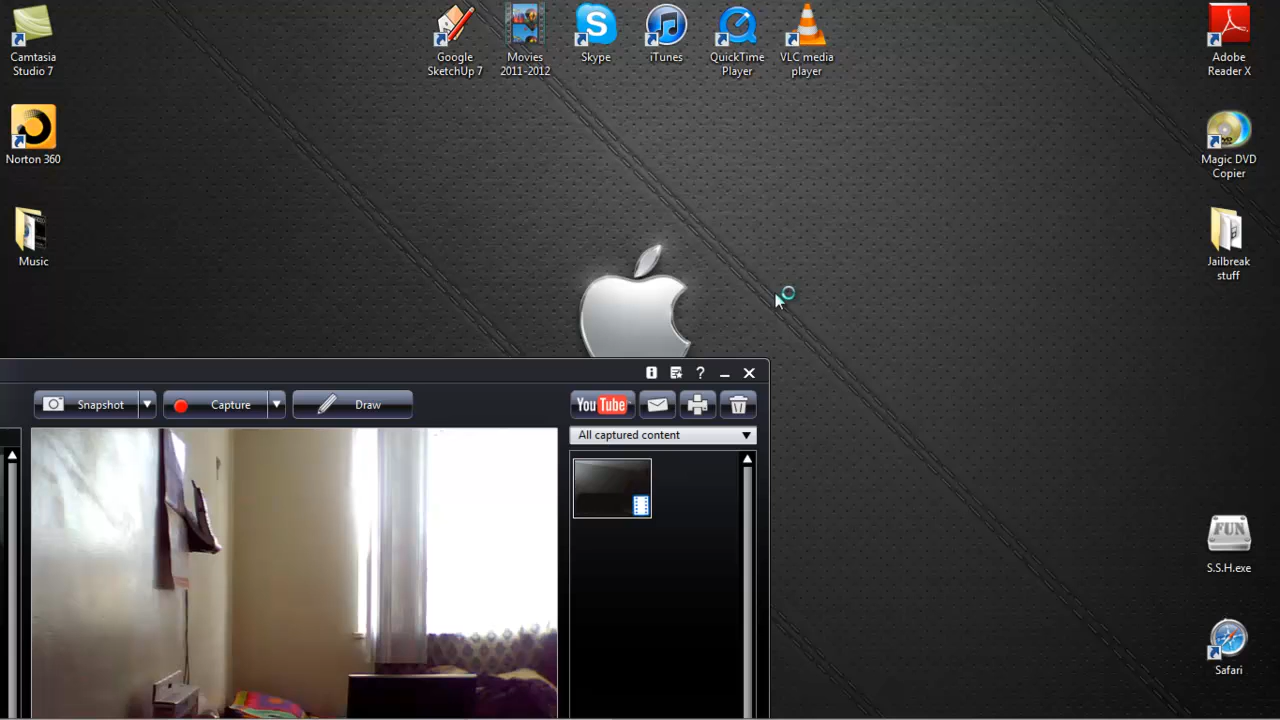 Camtasia
Studio 7
Google
SketchUp 7
Movies
2011-2012
Skype
iTunes
QuickTime
Player
VLC media
player
Adobe
Reader X
Norton 360
DVD
Magic DVD
Copier
Music
Jailbreak
stuff
Snapshot
Capture
Draw
YouTube
All captured content
FUN
S.S.H.exe
Safari